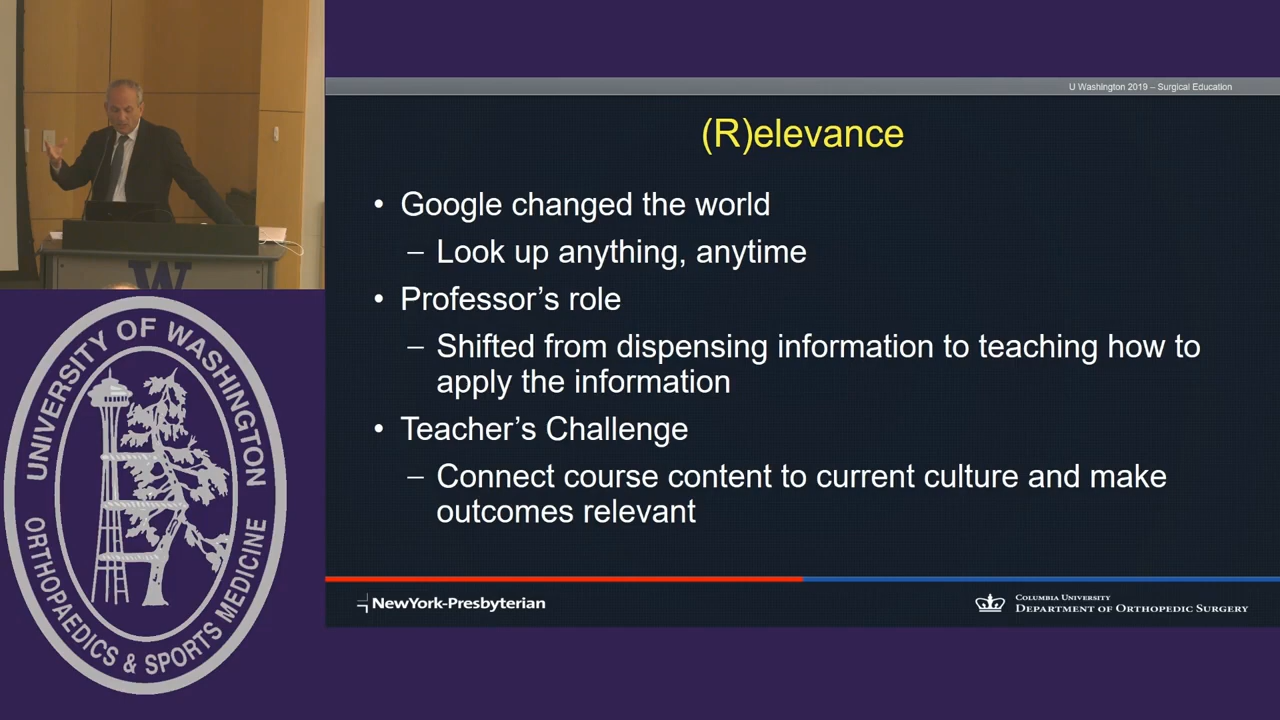 U Washington 2019 – Surgical Education
(R)elevance
• Google changed the world
– Look up anything, anytime
• Professor's role
– Shifted from dispensing information to teaching how to
apply the information
• Teacher's Challenge
– Connect course content to current culture and make
outcomes relevant
NewYork-Presbyterian
COLUMBIA UNIVERSITY
DEPARTMENT OF ORTHOPEDIC SURGERY
W
UNIVERSITY OF WASHINGTON
ORTHOPAEDICS & SPORTS MEDICINE